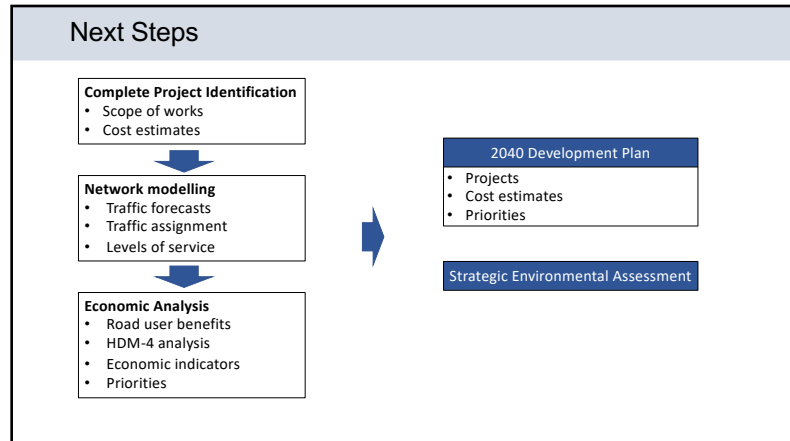 Next Steps
Complete Project Identification
• Scope of works
• Cost estimates
Network modelling
• Traffic forecasts
• Traffic assignment
• Levels of service
Economic Analysis
• Road user benefits
• HDM-4 analysis
• Economic indicators
• Priorities
2040 Development Plan
• Projects
• Cost estimates
• Priorities
Strategic Environmental Assessment